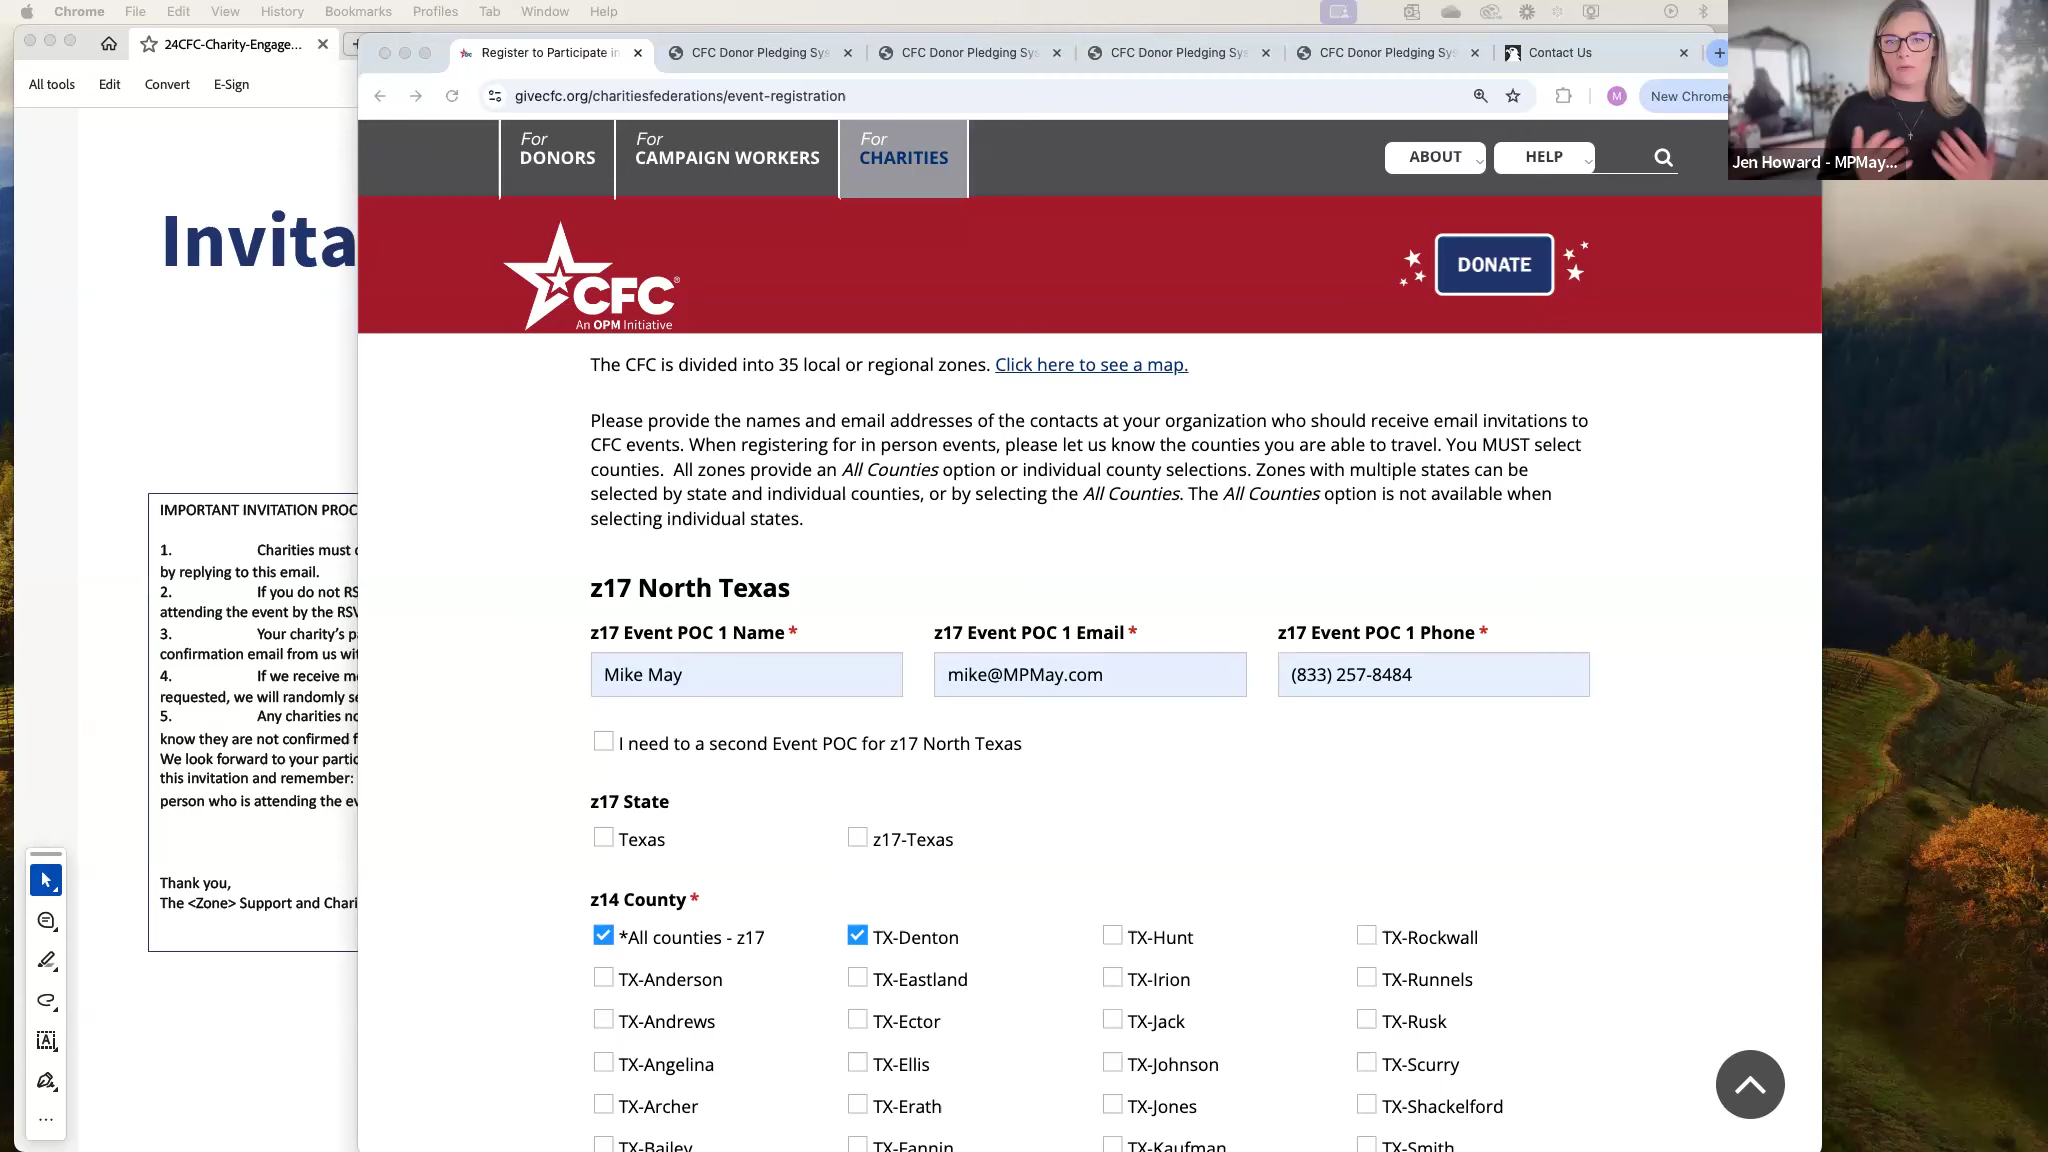 Chrome File Edit View History Bookmarks Profiles Tab Window Help
24CFC-Charity-Engage...
All tools Edit Convert E-Sign
Register to Participate in
CFC Donor Pledging Sys
CFC Donor Pledging Sys
CFC Donor Pledging Sys
CFC Donor Pledging Sys
Contact Us
givecfc.org/charitiesfederations/event-registration
M
New Chrome
Jen Howard - MPMay...
For DONORS
For CAMPAIGN WORKERS
For CHARITIES
ABOUT
HELP
CFC
An OPM Initiative
DONATE
Invita
IMPORTANT INVITATION PROC
1. Charities must c
by replying to this email.
2. If you do not RS
attending the event by the RSV
3. Your charity's p
confirmation email from us wit
4. If we receive m
requested, we will randomly se
5. Any charities no
know they are not confirmed f
We look forward to your partic
this invitation and remember:
person who is attending the ev
Thank you,
The <Zone> Support and Chari
The CFC is divided into 35 local or regional zones. Click here to see a map.
Please provide the names and email addresses of the contacts at your organization who should receive email invitations to
CFC events. When registering for in person events, please let us know the counties you are able to travel. You MUST select
counties. All zones provide an All Counties option or individual county selections. Zones with multiple states can be
selected by state and individual counties, or by selecting the All Counties. The All Counties option is not available when
selecting individual states.
z17 North Texas
z17 Event POC 1 Name * z17 Event POC 1 Email * z17 Event POC 1 Phone *
Mike May mike@MPMay.com (833) 257-8484
I need to a second Event POC for z17 North Texas
z17 State
Texas z17-Texas
z14 County *
*All counties - z17 TX-Denton TX-Hunt TX-Rockwall
TX-Anderson TX-Eastland TX-Irion TX-Runnels
TX-Andrews TX-Ector TX-Jack TX-Rusk
TX-Angelina TX-Ellis TX-Johnson TX-Scurry
TX-Archer TX-Erath TX-Jones TX-Shackelford
TX-Bailey TX-Fannin TX-Kaufman TX-Smith